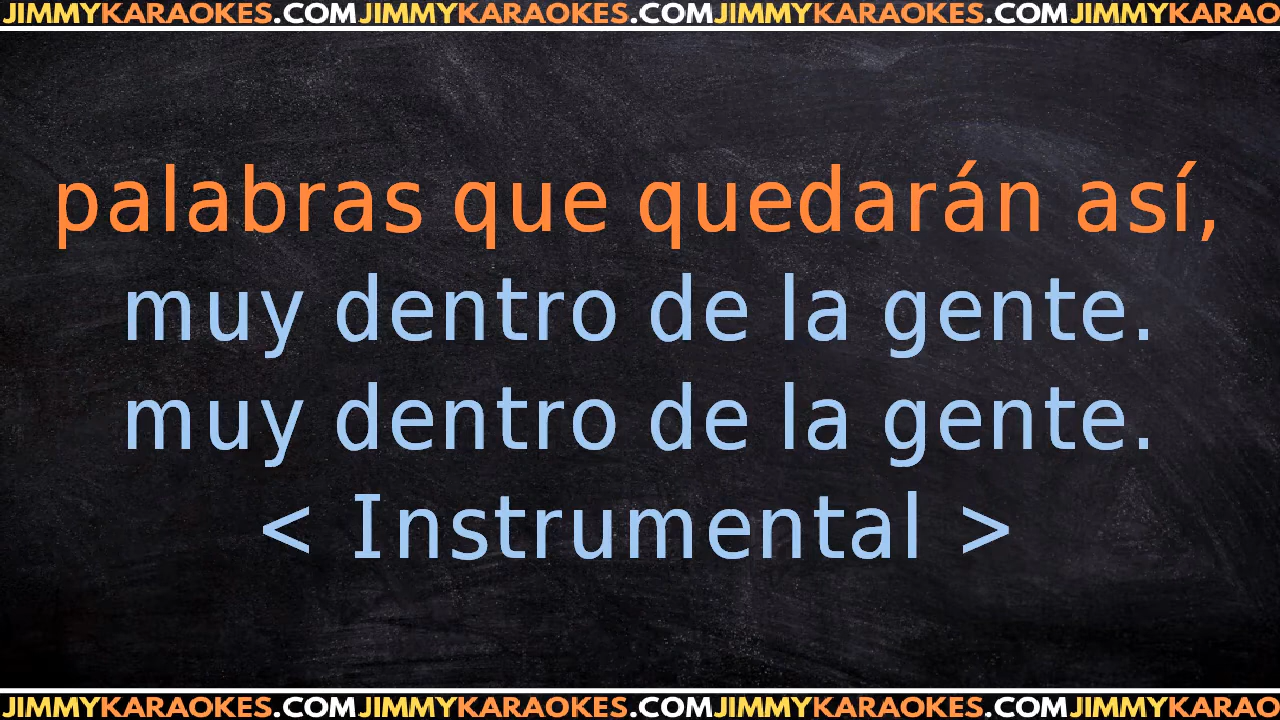 JIMMYKARAOKES.COMJIMMYKARAOKES.COMJIMMYKARAOKES.COMJIMMYKARAO
palabras que quedarán así,
muy dentro de la gente.
muy dentro de la gente.
< Instrumental >
JIMMYKARAOKES.COMJIMMYKARAOKES.COMJIMMYKARAOKES.COMJIMMYKARAO